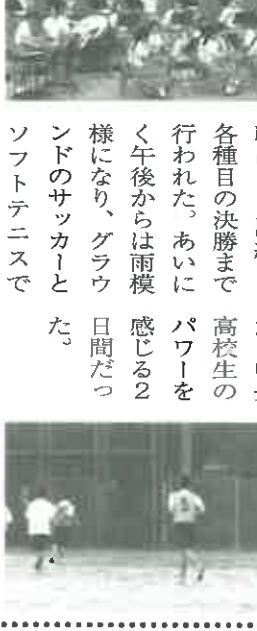 各種目の決勝まで
行われた。あいに
く午後からは雨模
様になり、グラウ
ンドのサッカーと
ソフトテニスで
高校生の
パワーを
感じる2
日間だっ
た。